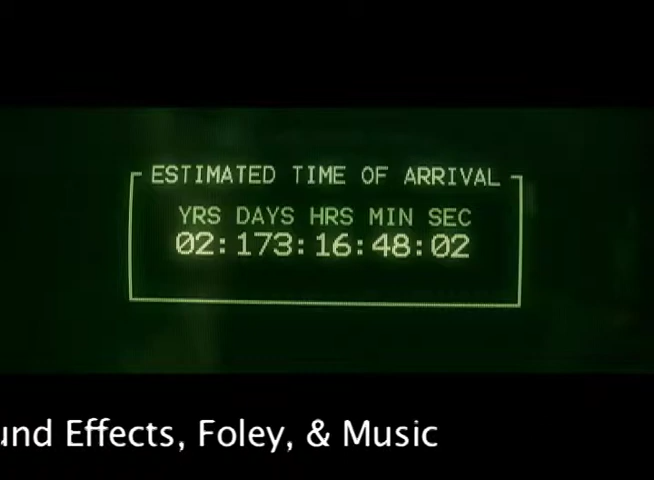 ESTIMATED TIME OF ARRIVAL
YRS DAYS HRS MIN SEC
02:173:16:48:02
und Effects, Foley, & Music